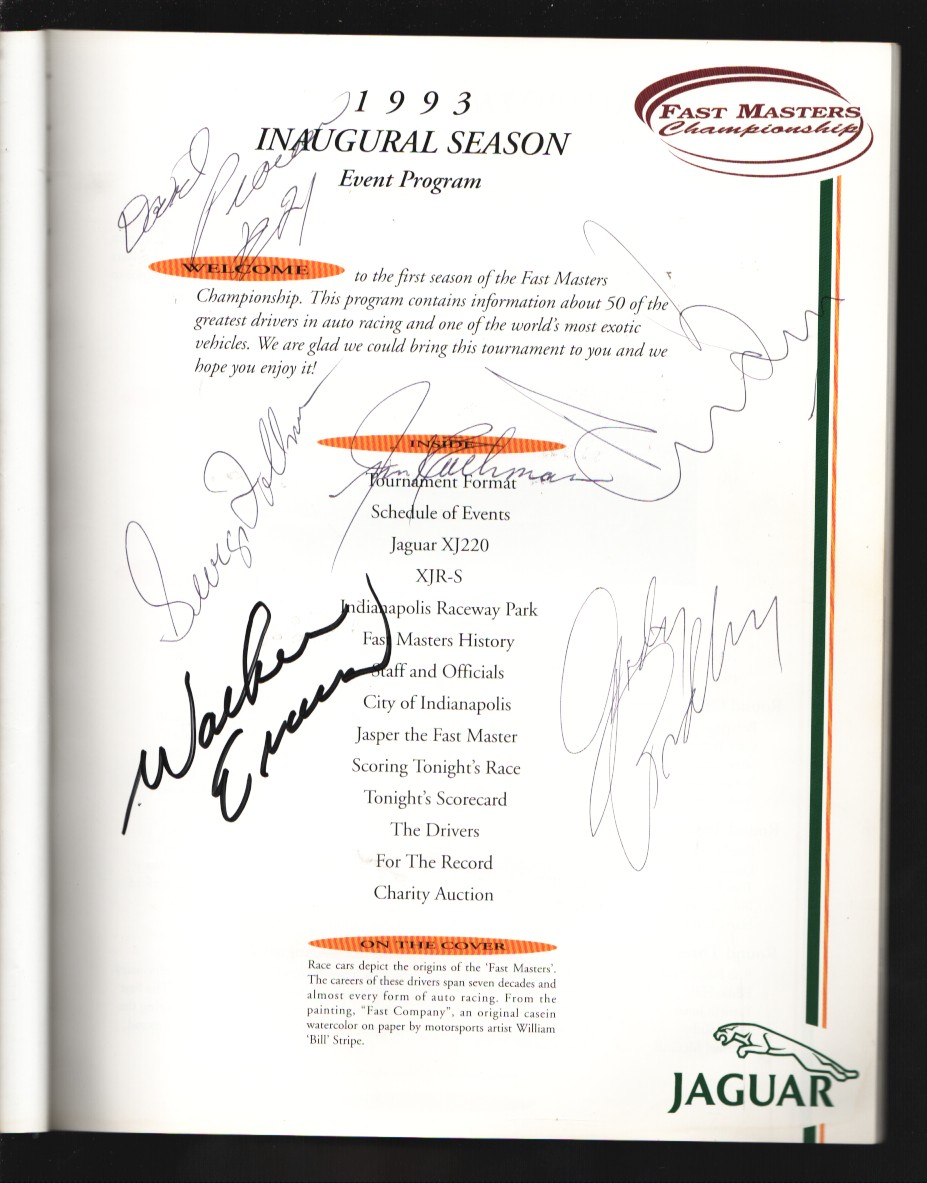 1993
INAUGURAL SEASON
Event Program
FAST MASTERS
Championship
David
Pearson
#21
WELCOME to the first season of the Fast Masters
Championship. This program contains information about 50 of the
greatest drivers in auto racing and one of the world's most exotic
vehicles. We are glad we could bring this tournament to you and we
hope you enjoy it!
George Follmer
INSIDE
Jim Rathmann
Tournament Format
Schedule of Events
Jaguar XJ220
XJR-S
Indianapolis Raceway Park
Fast Masters History
Staff and Officials
City of Indianapolis
Jasper the Fast Master
Scoring Tonight's Race
Tonight's Scorecard
The Drivers
For The Record
Charity Auction
Walker
Evans
ON THE COVER
Race cars depict the origins of the 'Fast Masters'.
The careers of these drivers span seven decades and
almost every form of auto racing. From the
painting, "Fast Company", an original casein
watercolor on paper by motorsports artist William
'Bill' Stripe.
JAGUAR